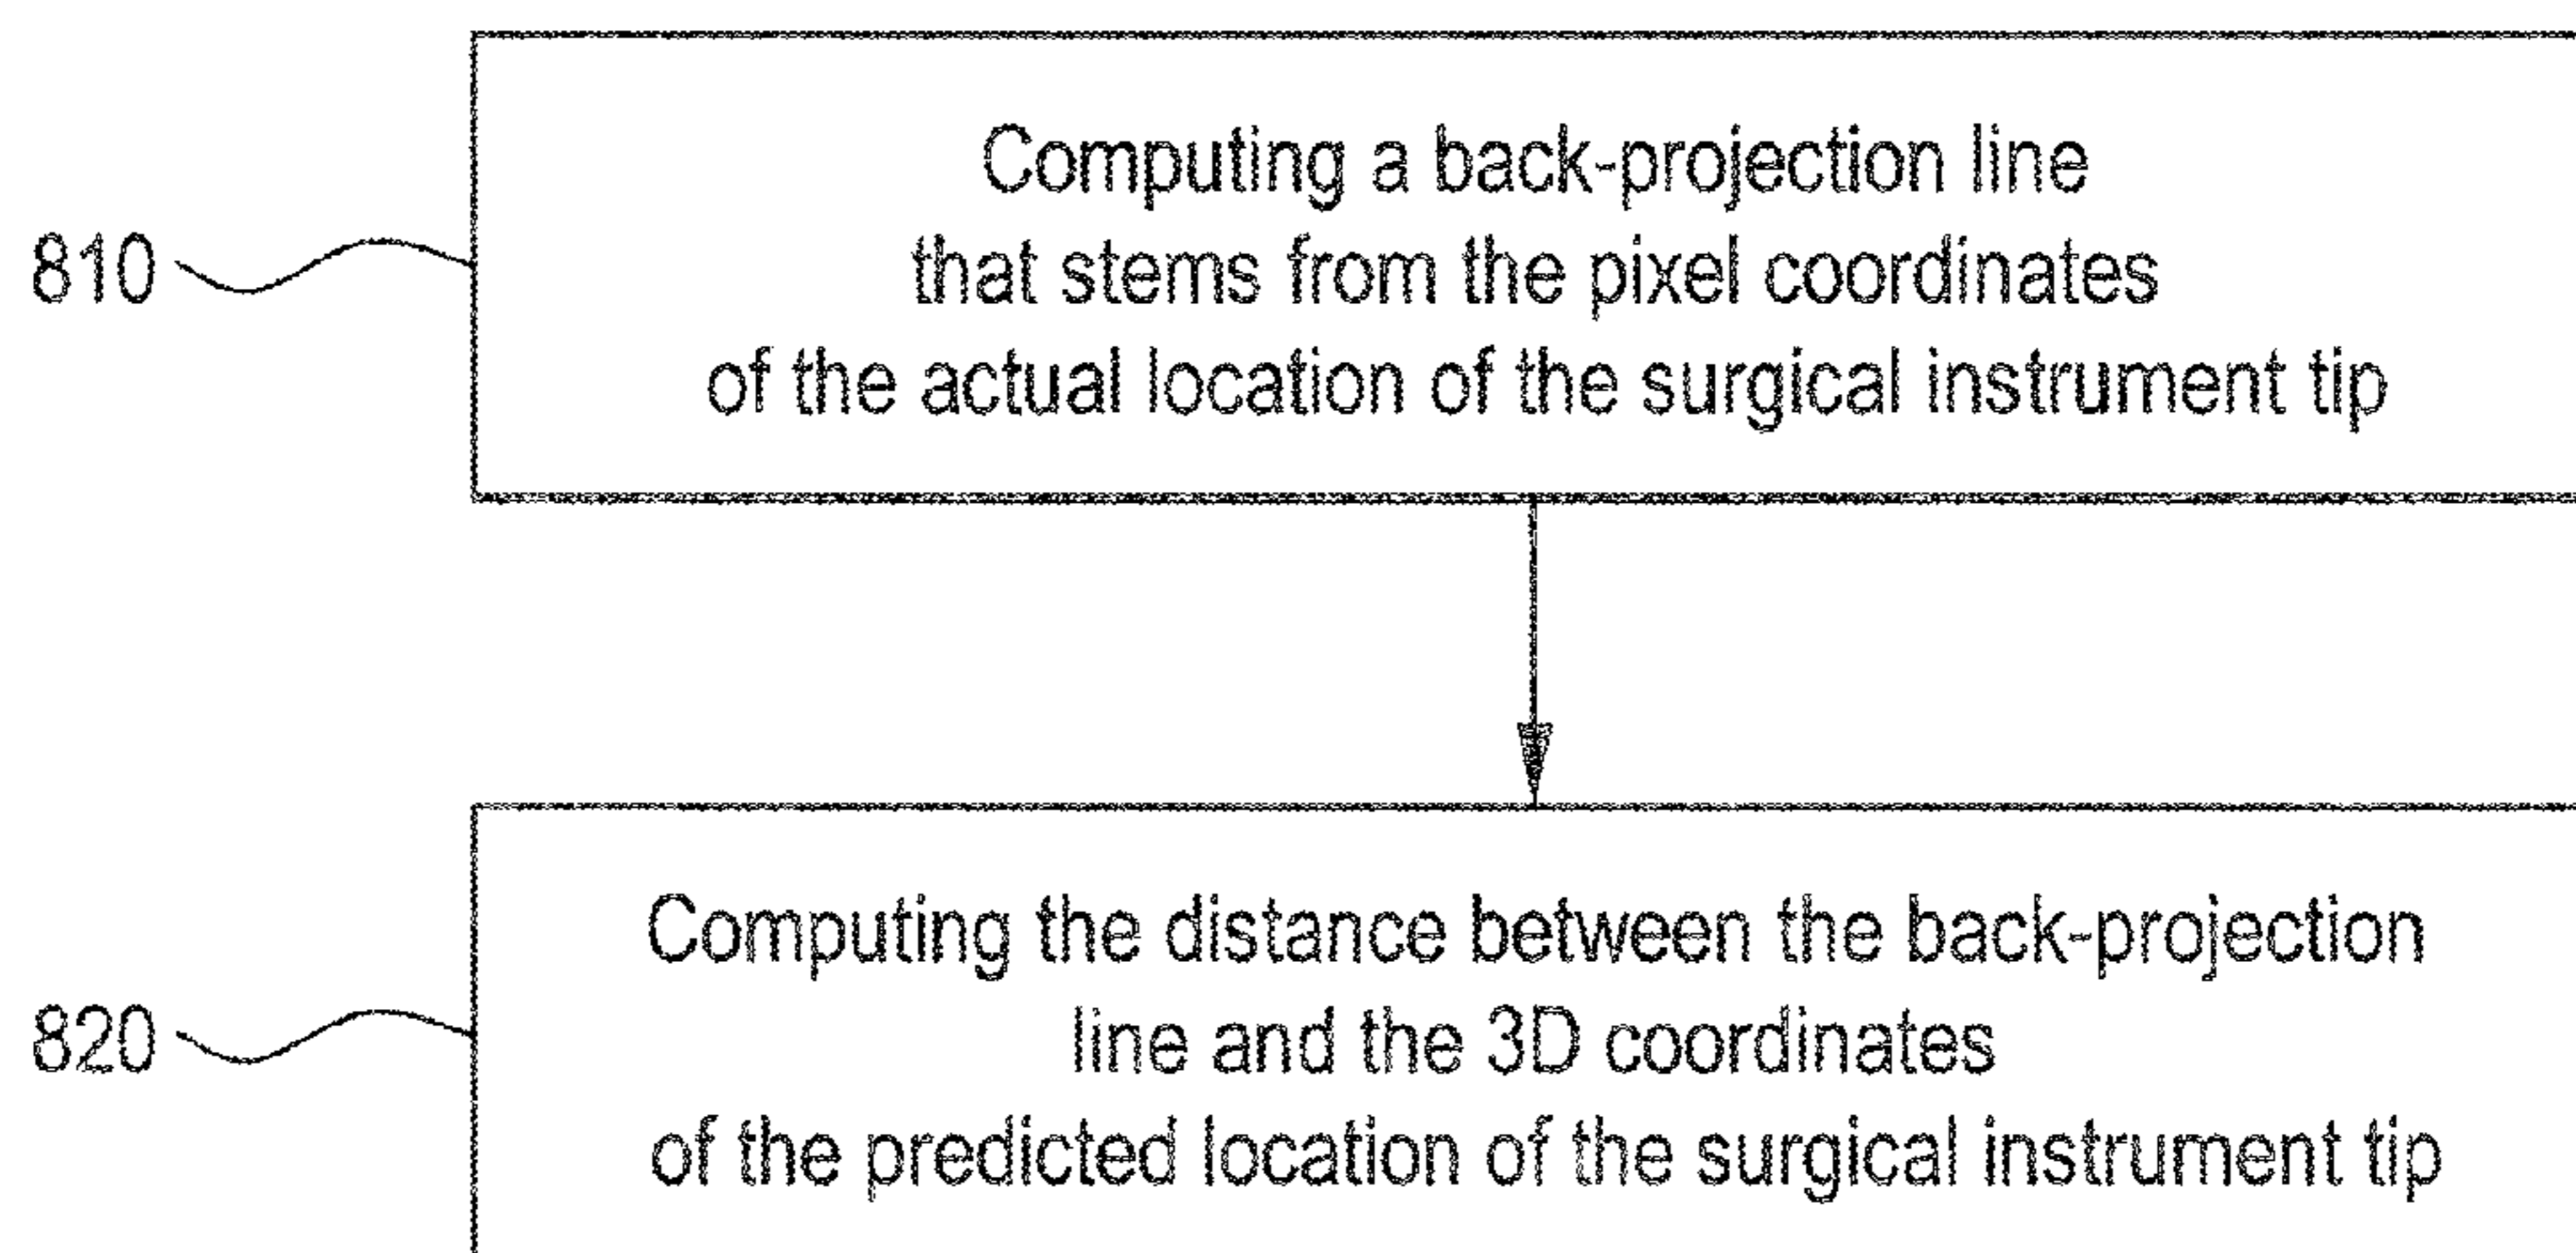 Computing a back-projection line
that stems from the pixel coordinates
810
of the actual location of the surgical instrument tip
Computing the distance between the back-projection
line and the 3D coordinates
820
of the predicted location of the surgical instrument tip